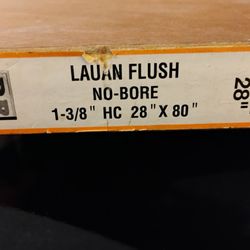 LAUAN FLUSH
NO-BORE
1-3/8" HC 28" X 80"
28"